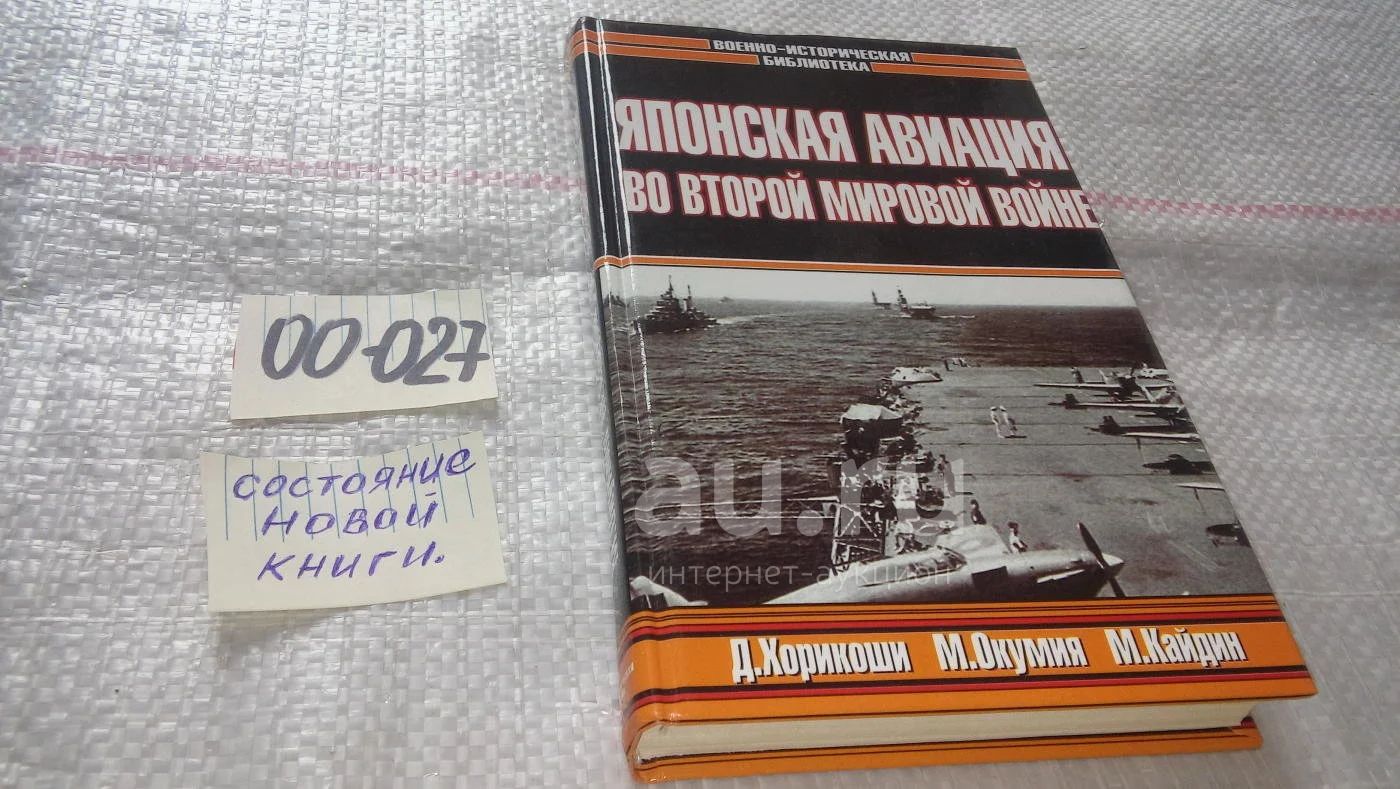 ВОЕННО-ИСТОРИЧЕСКАЯ
БИБЛИОТЕКА
ЯПОНСКАЯ АВИАЦИЯ
ВО ВТОРОЙ МИРОВОЙ ВОЙНЕ
00-027
состояние
новой
книги.
au.ru
интернет-аукцион
Д.Хорикоши М.Окумия М.Кайдин